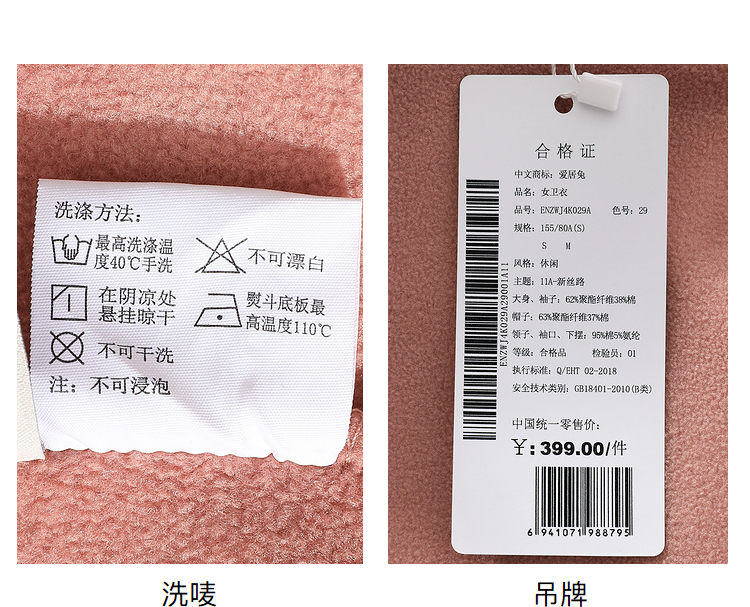 洗涤方法：
最高洗涤温
度40℃手洗
不可漂白
在阴凉处
悬挂晾干
熨斗底板最
高温度110℃
不可干洗
注：不可浸泡
洗唛
合格证
中文商标：爱居兔
品名：女卫衣
品号：ENZWJ4K029A 色号：29
规格：155/80A(S)
S M
风格：休闲
主题：11A-新丝路
大身、袖子：62%聚酯纤维38%棉
帽子：63%聚酯纤维37%棉
领子、袖口、下摆：95%棉5%氨纶
等级：合格品 检验员：01
执行标准：Q/EHT 02-2018
安全技术类别：GB18401-2010(B类)
ENZWJ4K029A29001A11
中国统一零售价：
¥:399.00/件
6 941071 988795
吊牌